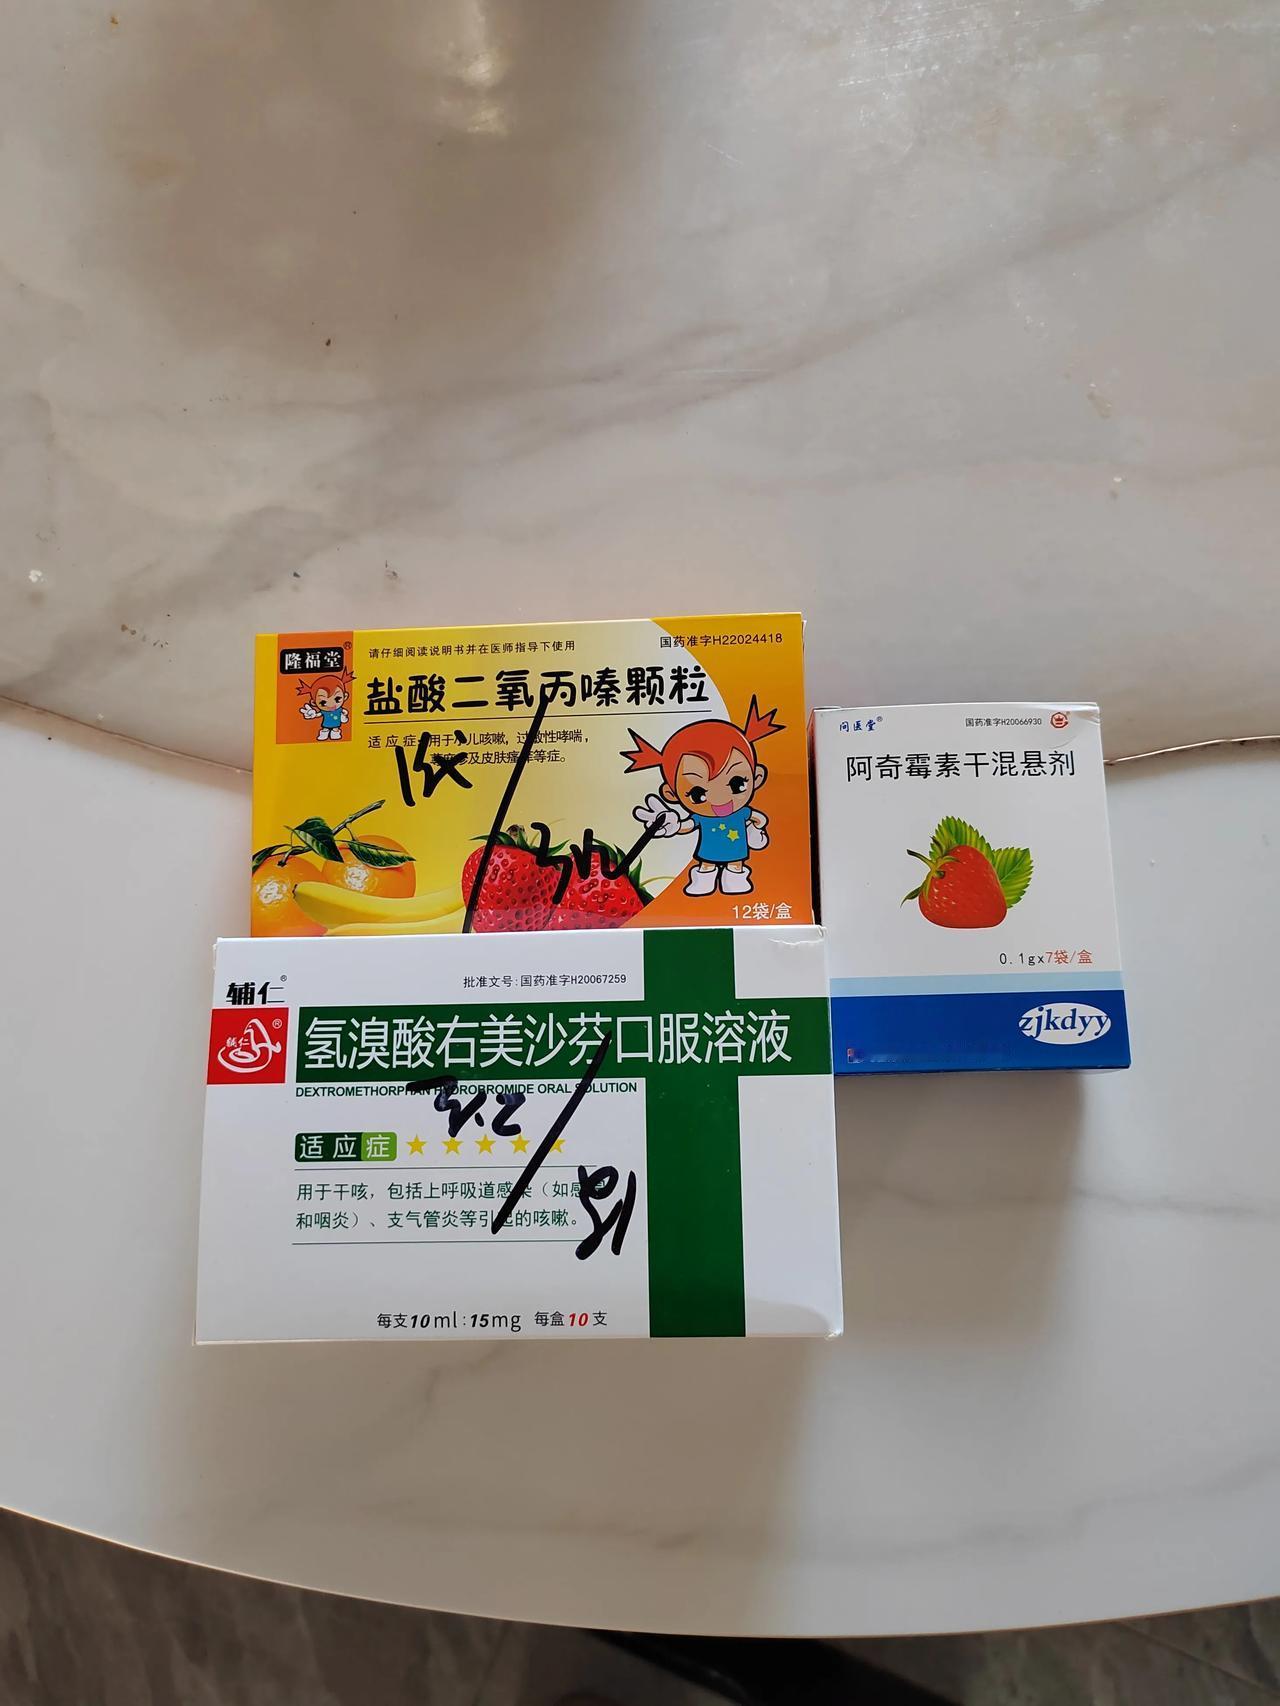 隆福堂®
请仔细阅读说明书并在医师指导下使用
国药准字H22024418
盐酸二氧丙嗪颗粒
适应症:用于小儿咳嗽，过敏性哮喘，
荨麻疹及皮肤瘙痒等症。
12袋/盒
问医堂®
国药准字H20066930
阿奇霉素干混悬剂
0.1gx7袋/盒
zjkdyy
辅仁®
辅仁
批准文号:国药准字H20067259
氢溴酸右美沙芬口服溶液
DEXTROMETHORPHAN HYDROBROMIDE ORAL SOLUTION
适应症
用于干咳，包括上呼吸道感染（如感冒
和咽炎）、支气管炎等引起的咳嗽。
每支10ml:15mg 每盒10支